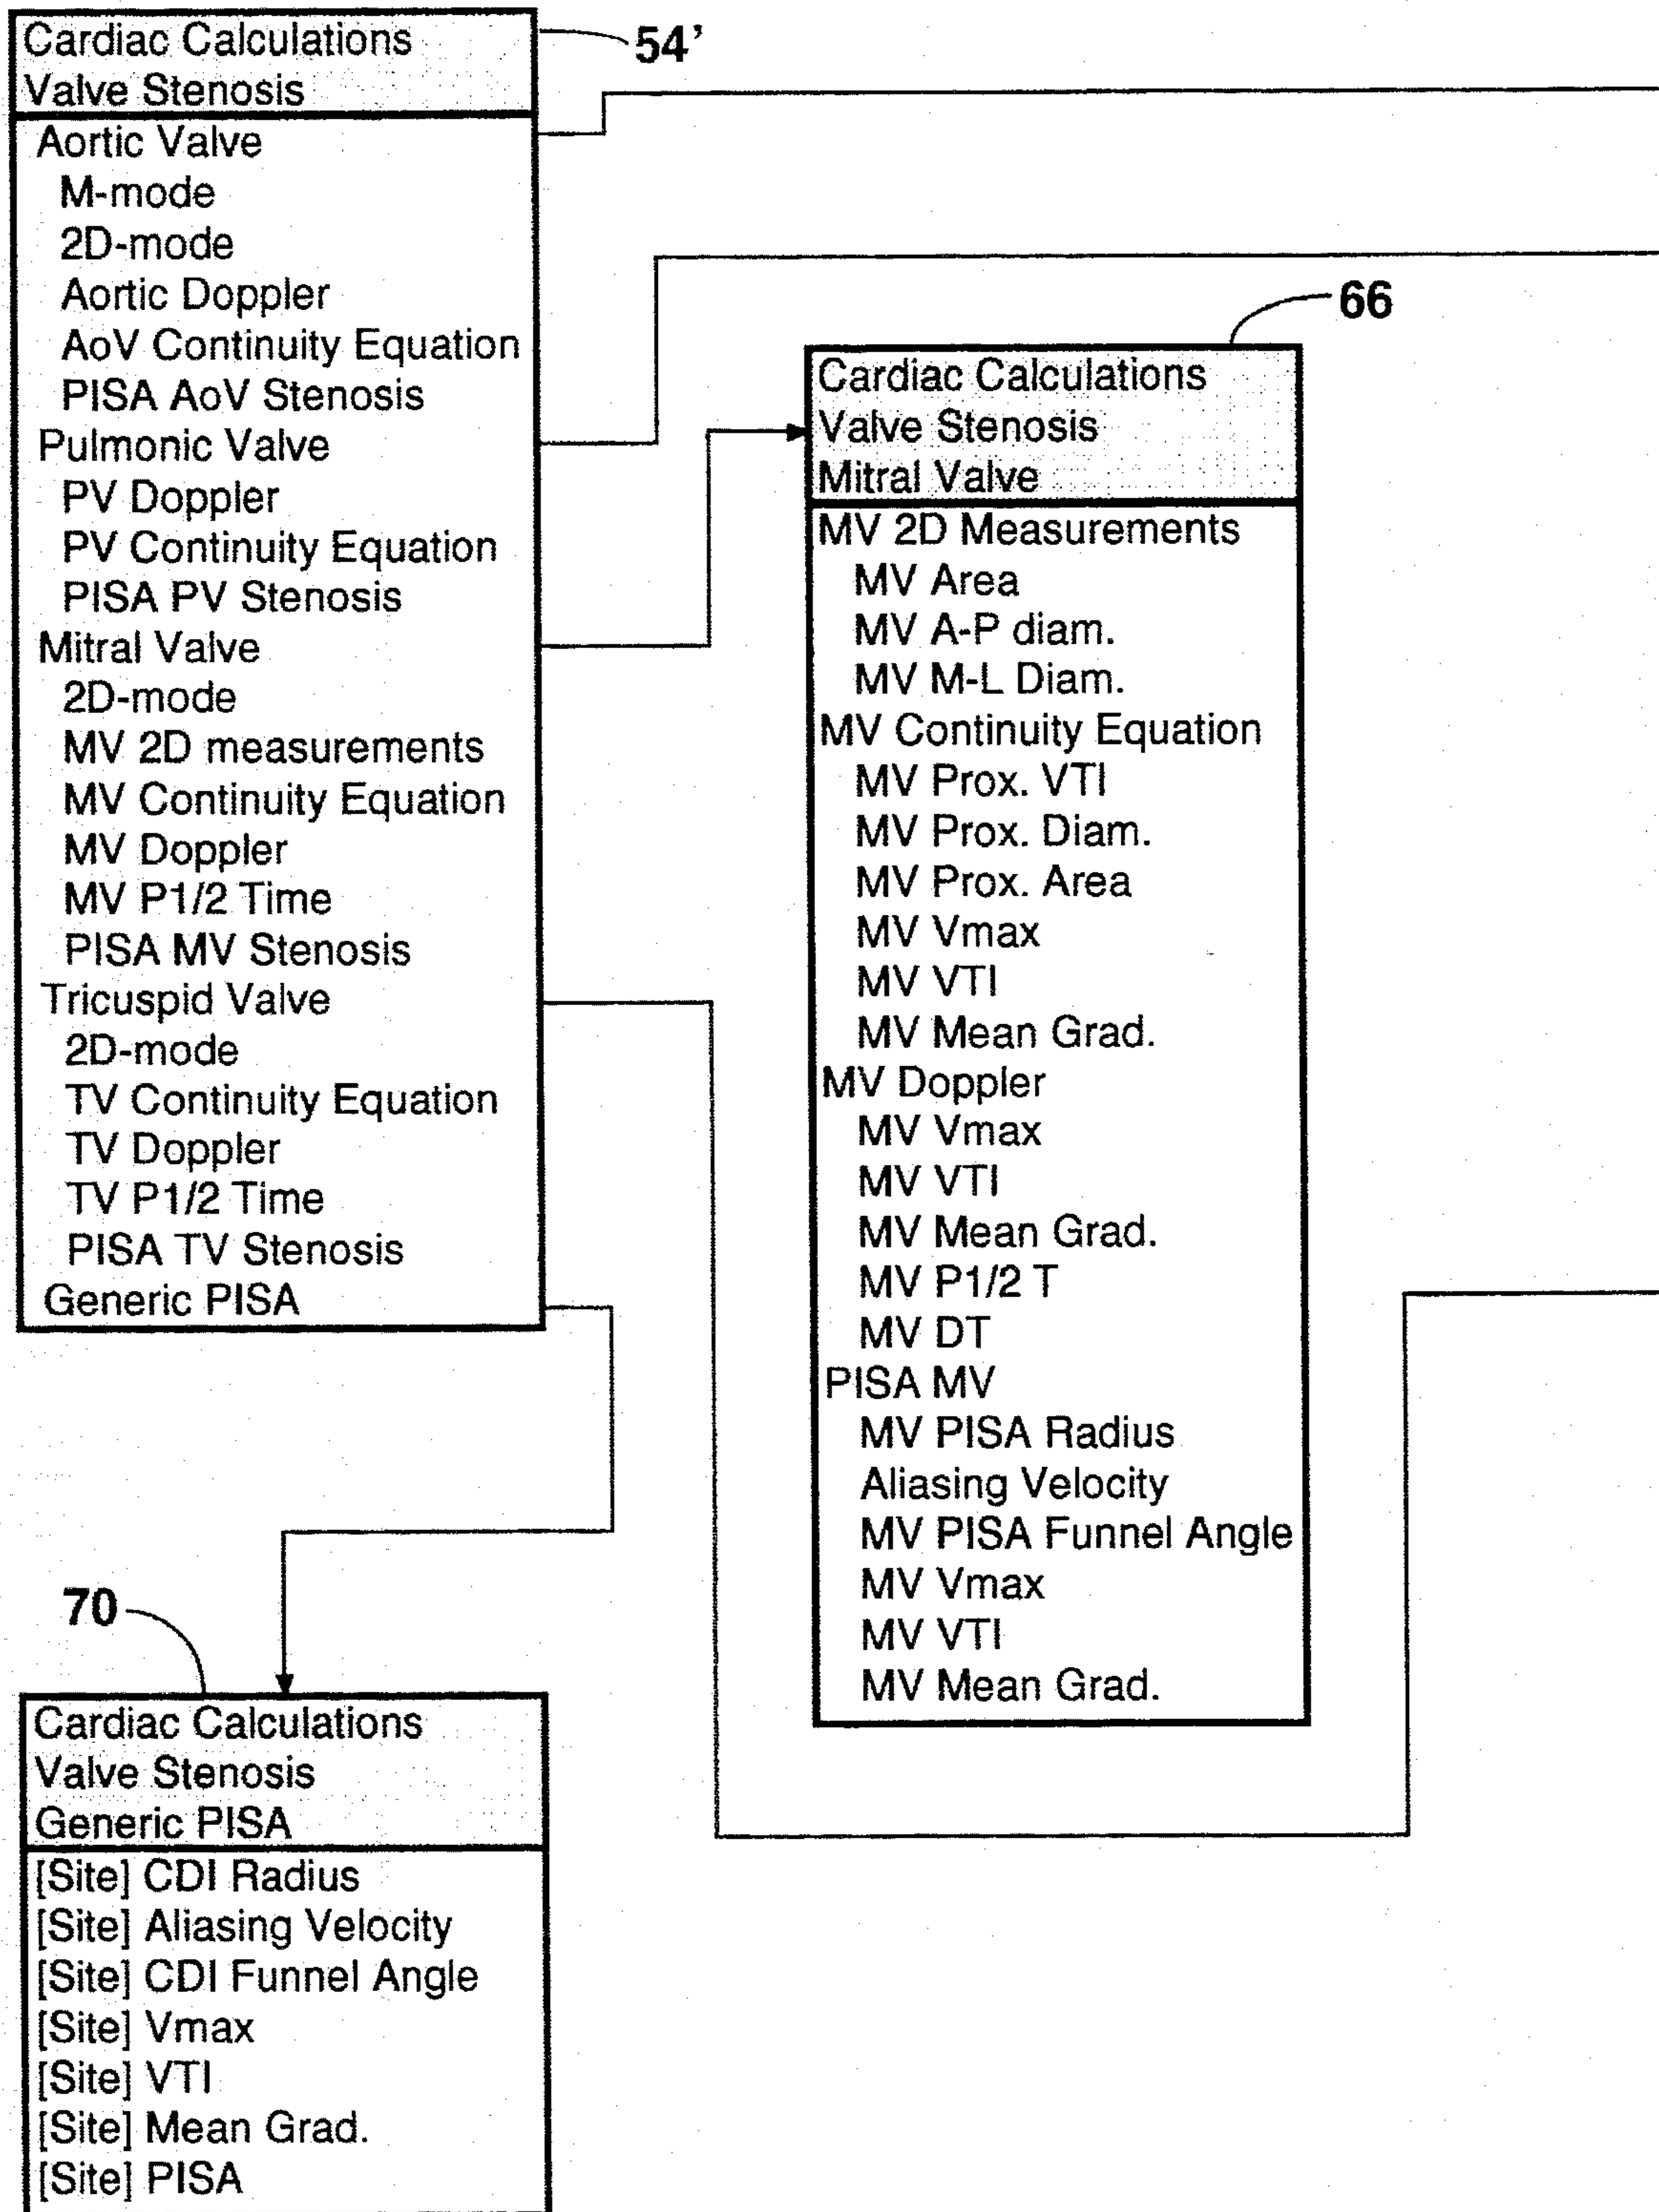 Cardiac Calculations
Valve Stenosis
54’
Aortic Valve
M-mode
2D-mode
Aortic Doppler
AoV Continuity Equation
PISA AoV Stenosis
Pulmonic Valve
PV Doppler
PV Continuity Equation
PISA PV Stenosis
Mitral Valve
2D-mode
MV 2D measurements
MV Continuity Equation
MV Doppler
MV P1/2 Time
PISA MV Stenosis
Tricuspid Valve
2D-mode
TV Continuity Equation
TV Doppler
TV P1/2 Time
PISA TV Stenosis
Generic PISA
66
Cardiac Calculations
Valve Stenosis
Mitral Valve
MV 2D Measurements
MV Area
MV A-P diam.
MV M-L Diam.
MV Continuity Equation
MV Prox. VTI
MV Prox. Diam.
MV Prox. Area
MV Vmax
MV VTI
MV Mean Grad.
MV Doppler
MV Vmax
MV VTI
MV Mean Grad.
MV P1/2 T
MV DT
PISA MV
MV PISA Radius
Aliasing Velocity
MV PISA Funnel Angle
MV Vmax
MV VTI
MV Mean Grad.
70
Cardiac Calculations
Valve Stenosis
Generic PISA
[Site] CDI Radius
[Site] Aliasing Velocity
[Site] CDI Funnel Angle
[Site] Vmax
[Site] VTI
[Site] Mean Grad.
[Site] PISA